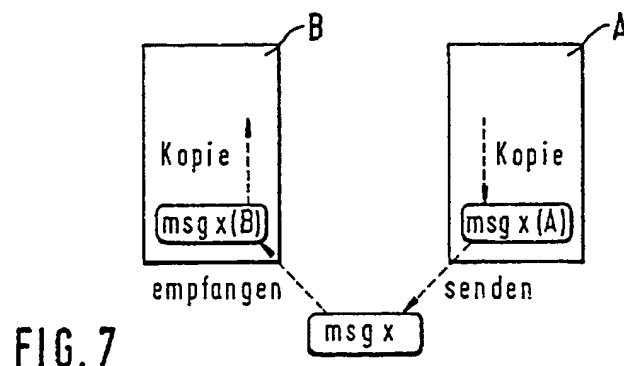 B
A
Kopie
Kopie
msg x(B)
msg x(A)
empfangen
senden
msg x
FIG. 7